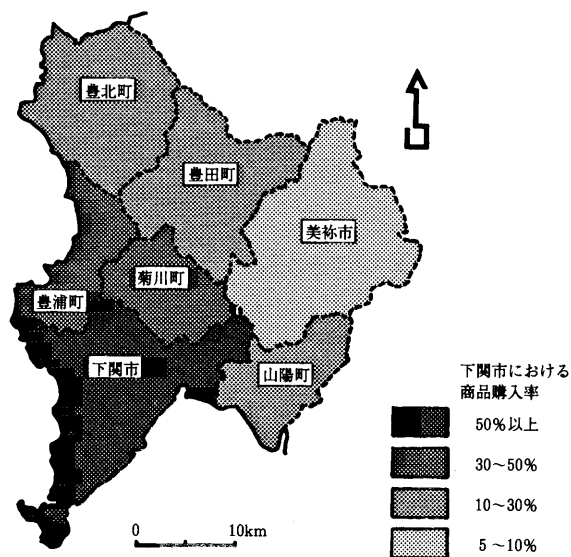 豊北町
豊田町
美祢市
菊川町
豊浦町
下関市
山陽町
下関市における
商品購入率
50%以上
30～50%
10～30%
5～10%
0
10km